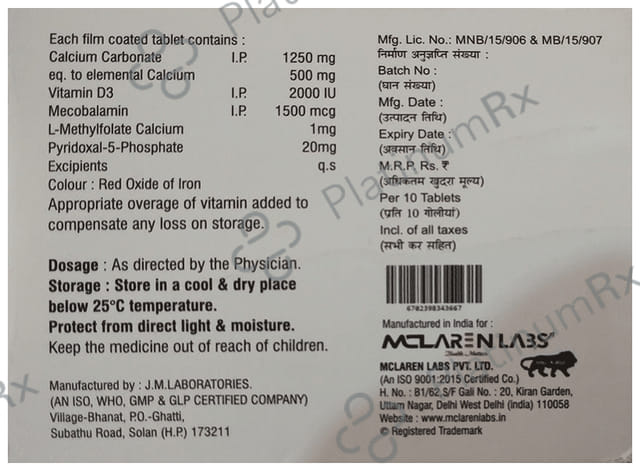 Each film coated tablet contains :
Calcium Carbonate I.P. 1250 mg
eq. to elemental Calcium 500 mg
Vitamin D3 I.P. 2000 IU
Mecobalamin I.P. 1500 mcg
L-Methylfolate Calcium 1mg
Pyridoxal-5-Phosphate 20mg
Excipients q.s
Colour : Red Oxide of Iron
Appropriate overage of vitamin added to
compensate any loss on storage.
Dosage : As directed by the Physician.
Storage : Store in a cool & dry place
below 25°C temperature.
Protect from direct light & moisture.
Keep the medicine out of reach of children.
Manufactured by : J.M.LABORATORIES.
(AN ISO, WHO, GMP & GLP CERTIFIED COMPANY)
Village-Bhanat, P.O.-Ghatti,
Subathu Road, Solan (H.P.) 173211
Mfg. Lic. No.: MNB/15/906 & MB/15/907
निर्माण अनुज्ञप्ति संख्या :
Batch No :
(घान संख्या)
Mfg. Date :
(उत्पादन तिथि)
Expiry Date :
(अवसान तिथि)
M.R.P. Rs. ₹
(अधिकतम खुदरा मूल्य)
Per 10 Tablets
(प्रति 10 गोलीयां)
Incl. of all taxes
(सभी कर सहित)
6702398343667
Manufactured in India for :
MCLAREN LABS
Health Matters
MCLAREN LABS PVT. LTD.
(An ISO 9001:2015 Certified Co.)
H. No. : B1/62,S/F Gali No. : 20, Kiran Garden,
Uttam Nagar, Delhi West Delhi (India) 110058
Website : www.mclarenlabs.in
© Registered Trademark
PlatinumRx
PlatinumRx
PlatinumRx
PlatinumRx
Rx